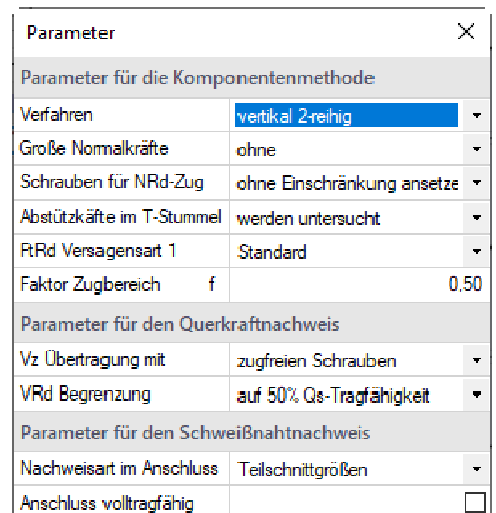 Parameter
Parameter für die Komponentenmethode
Verfahren vertikal 2-reihig
Große Normalkräfte ohne
Schrauben für NRd-Zug ohne Einschränkung ansetze
Abstützkäfte im T-Stummel werden untersucht
FtRd Versagensart 1 Standard
Faktor Zugbereich f 0,50
Parameter für den Querkraftnachweis
Vz Übertragung mit zugfreien Schrauben
VRd Begrenzung auf 50% Qs-Tragfähigkeit
Parameter für den Schweißnahtnachweis
Nachweisart im Anschluss Teilschnittgrößen
Anschluss volltragfähig